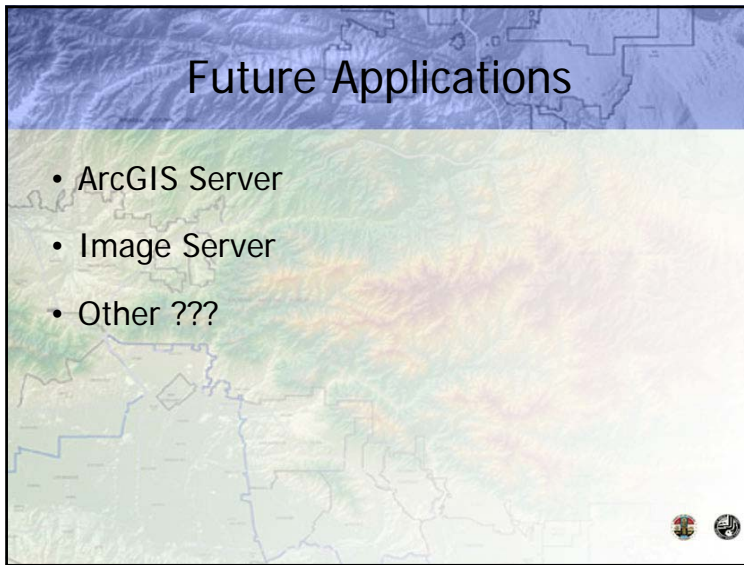 Future Applications
• ArcGIS Server
• Image Server
• Other ???